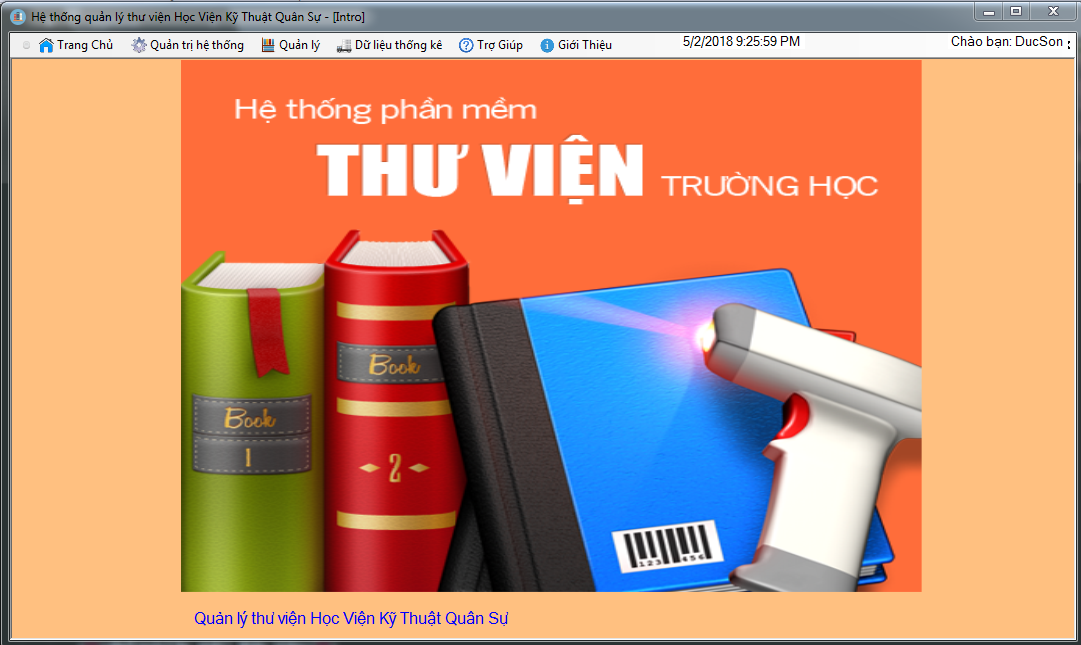 Hệ thống quản lý thư viện Học Viện Kỹ Thuật Quân Sự - [Intro]
Trang Chủ Quản trị hệ thống Quản lý Dữ liệu thống kê Trợ Giúp Giới Thiệu 5/2/2018 9:25:59 PM Chào bạn: DucSon :
Hệ thống phần mềm
THƯ VIỆN TRƯỜNG HỌC
Book
2
Book
1
123456
Quản lý thư viện Học Viện Kỹ Thuật Quân Sự